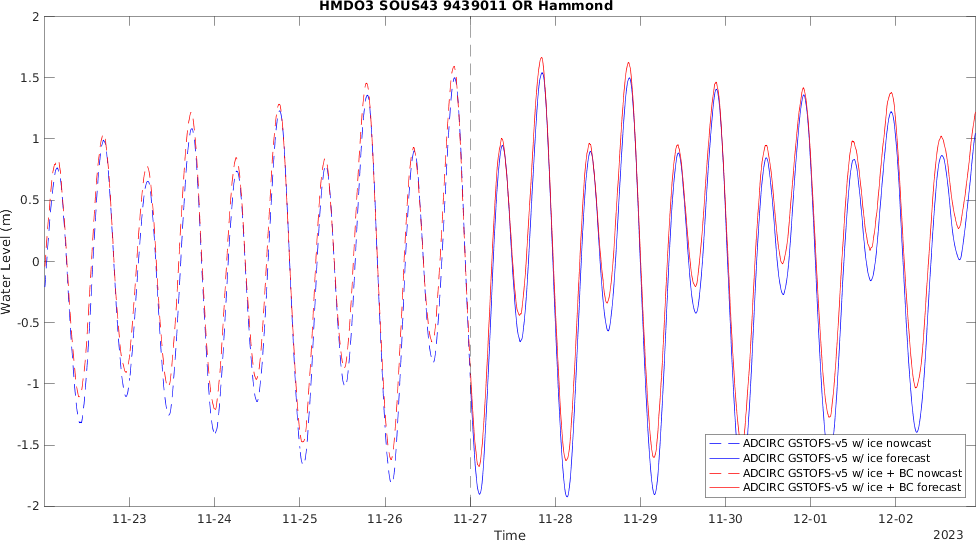 HMDO3 SOUS43 9439011 OR Hammond
2
1.5
1
0.5
0
-0.5
-1
-1.5
-2
Water Level (m)
ADCIRC GSTOFS-v5 w/ ice nowcast
ADCIRC GSTOFS-v5 w/ ice forecast
ADCIRC GSTOFS-v5 w/ ice + BC nowcast
ADCIRC GSTOFS-v5 w/ ice + BC forecast
11-23 11-24 11-25 11-26 11-27 11-28 11-29 11-30 12-01 12-02
Time
2023